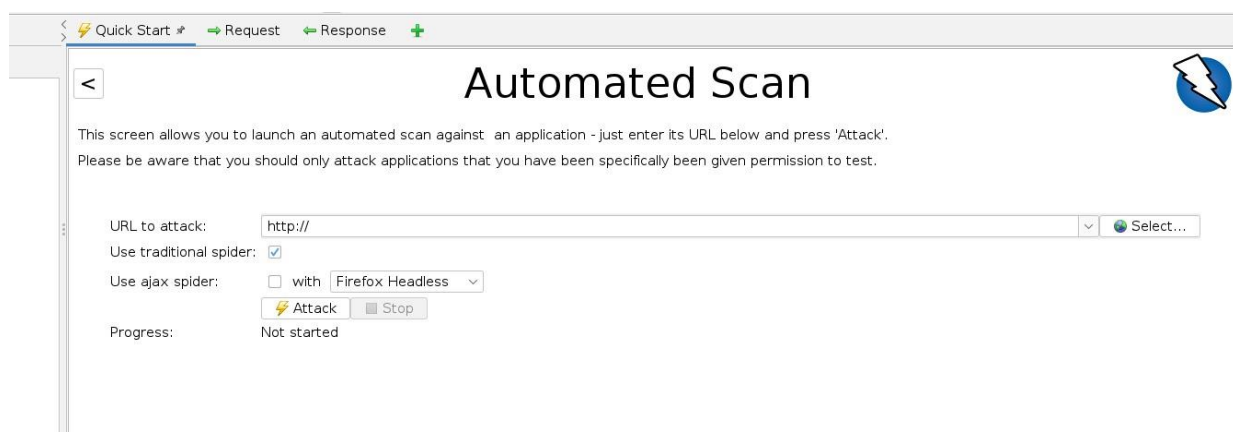 Quick Start Request Response
<
Automated Scan
This screen allows you to launch an automated scan against an application - just enter its URL below and press 'Attack'.
Please be aware that you should only attack applications that you have been specifically been given permission to test.
URL to attack: http:// Select...
Use traditional spider:
Use ajax spider: with Firefox Headless
Attack Stop
Progress: Not started